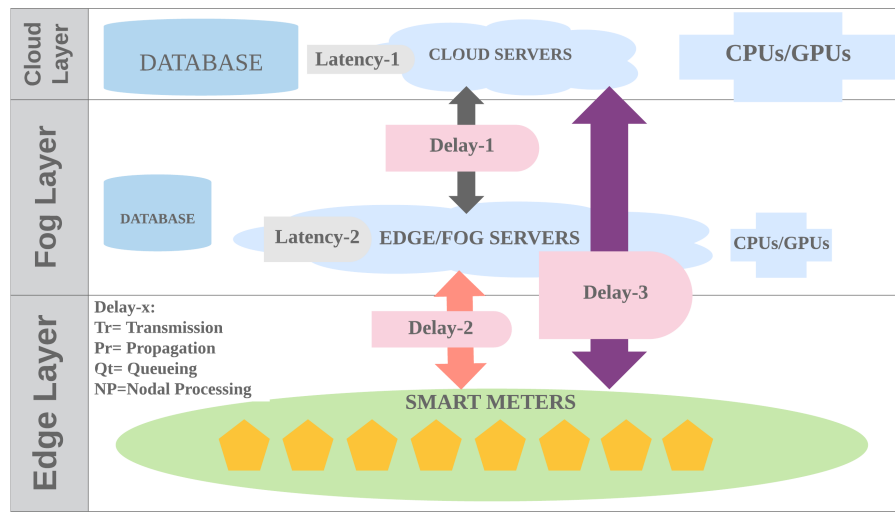 Cloud
Layer
DATABASE
Latency-1
CLOUD SERVERS
CPUs/GPUs
Fog Layer
Delay-1
DATABASE
Latency-2
EDGE/FOG SERVERS
CPUs/GPUs
Delay-3
Edge Layer
Delay-x:
Tr= Transmission
Pr= Propagation
Qt= Queueing
NP=Nodal Processing
Delay-2
SMART METERS